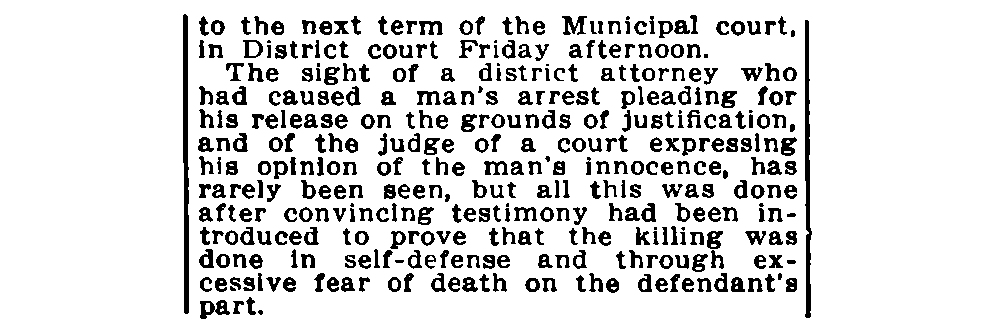 to the next term of the Municipal court,
in District court Friday afternoon.
The sight of a district attorney who
had caused a man's arrest pleading for
his release on the grounds of justification,
and of the judge of a court expressing
his opinion of the man's innocence, has
rarely been seen, but all this was done
after convincing testimony had been in-
troduced to prove that the killing was
done in self-defense and through ex-
cessive fear of death on the defendant's
part.